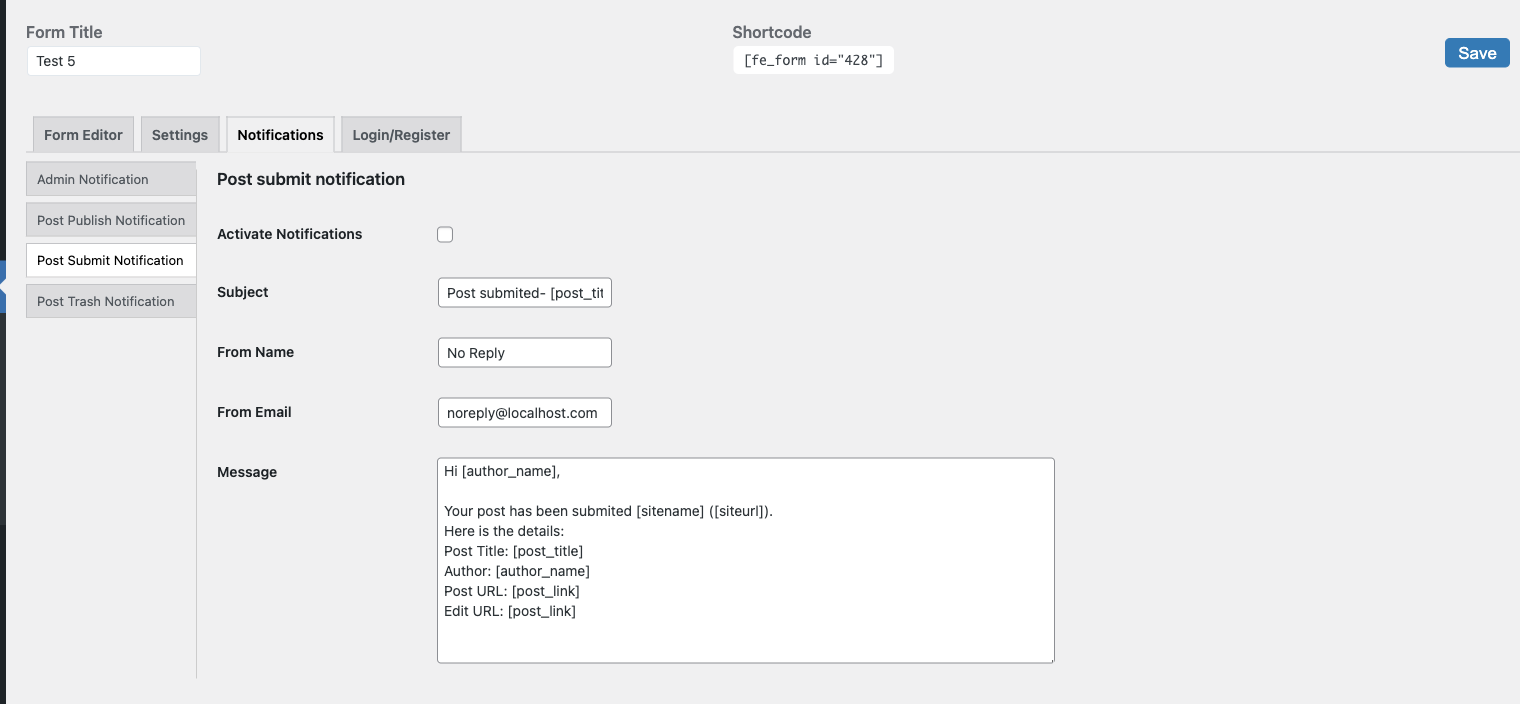 Form Title
Shortcode
Test 5
[fe_form id="428"]
Save
Form Editor
Settings
Notifications
Login/Register
Admin Notification
Post Publish Notification
Post Submit Notification
Post Trash Notification
Post submit notification
Activate Notifications
Subject
Post submited- [post_tit
From Name
No Reply
From Email
noreply@localhost.com
Message
Hi [author_name],
Your post has been submited [sitename] ([siteurl]).
Here is the details:
Post Title: [post_title]
Author: [author_name]
Post URL: [post_link]
Edit URL: [post_link]